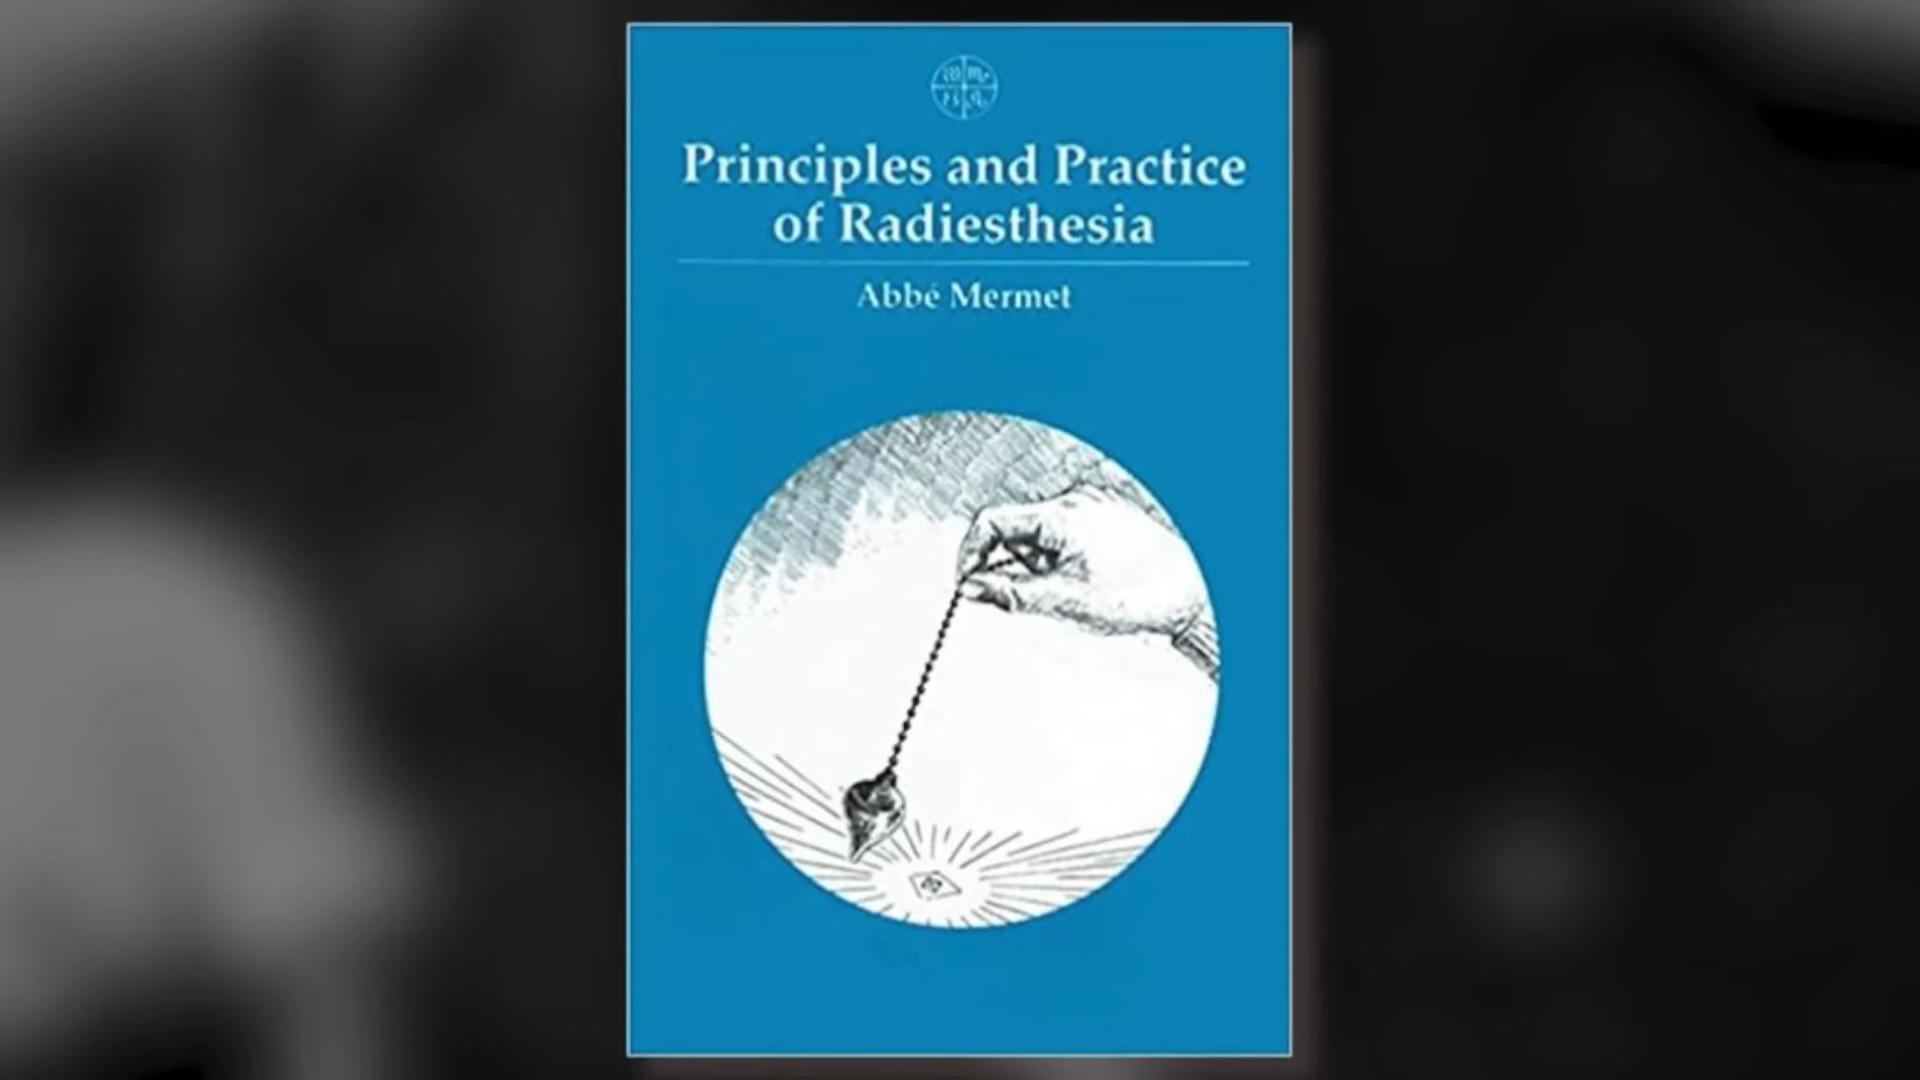 Principles and Practice
of Radiesthesia
Abbé Mermet